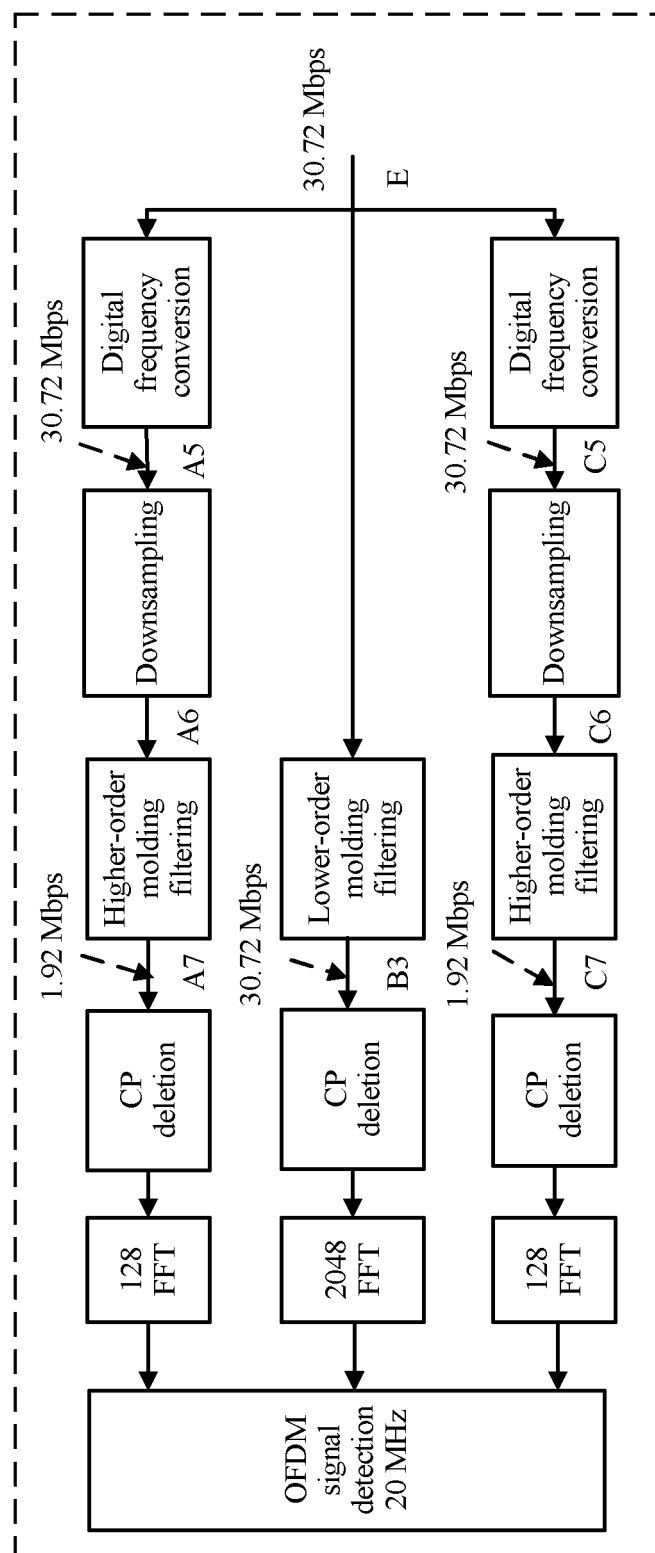 30.72 Mbps
E
Digital
frequency
conversion
30.72 Mbps
A5
Downsampling
A6
Higher-order
molding
filtering
1.92 Mbps
A7
CP
deletion
128
FFT
Lower-order
molding
filtering
30.72 Mbps
B3
CP
deletion
2048
FFT
Digital
frequency
conversion
30.72 Mbps
C5
Downsampling
C6
Higher-order
molding
filtering
1.92 Mbps
C7
CP
deletion
128
FFT
OFDM
signal
detection
20 MHz